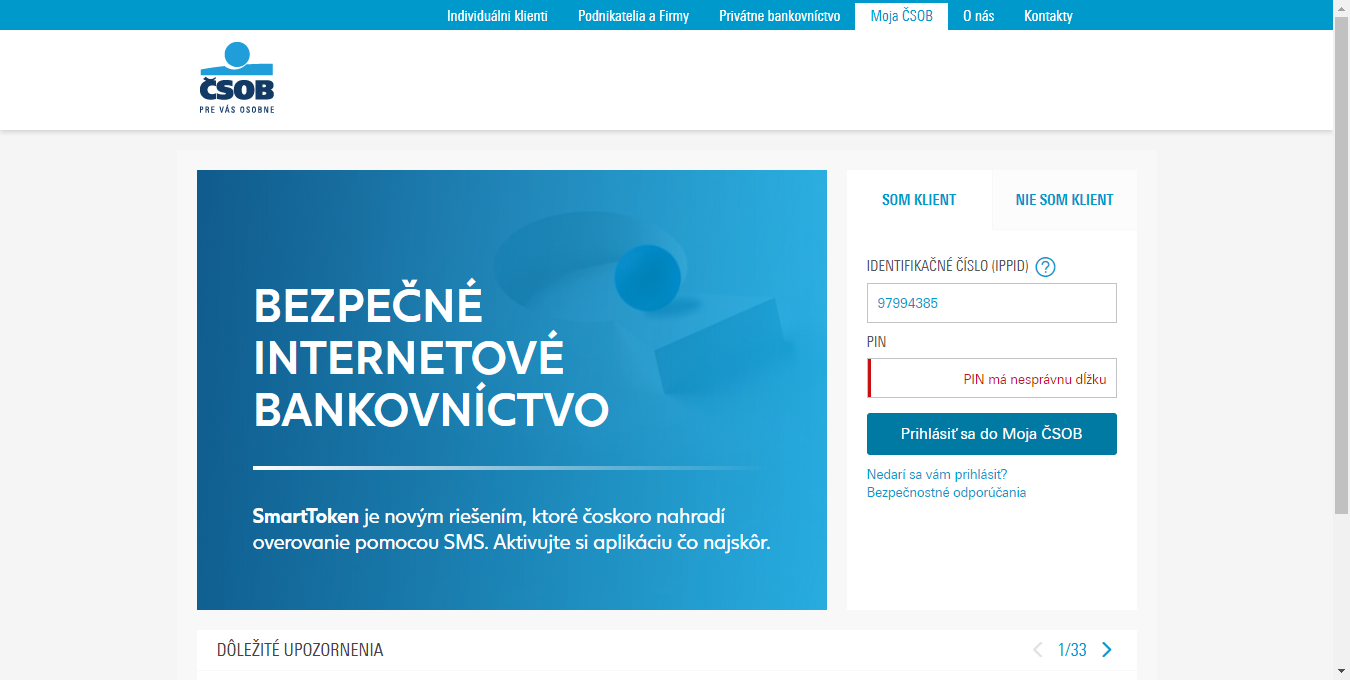 Individuálni klienti
Podnikatelia a Firmy
Privátne bankovníctvo
Moja ČSOB
O nás
Kontakty
ČSOB
PRE VÁS OSOBNE
BEZPEČNÉ
INTERNETOVÉ
BANKOVNÍCTVO
SmartToken je novým riešením, ktoré čoskoro nahradí
overovanie pomocou SMS. Aktivujte si aplikáciu čo najskôr.
SOM KLIENT
NIE SOM KLIENT
IDENTIFIKAČNÉ ČÍSLO (IPPID) ?
97994385
PIN
PIN má nesprávnu dĺžku
Prihlásiť sa do Moja ČSOB
Nedarí sa vám prihlásiť?
Bezpečnostné odporúčania
DÔLEŽITÉ UPOZORNENIA
1/33